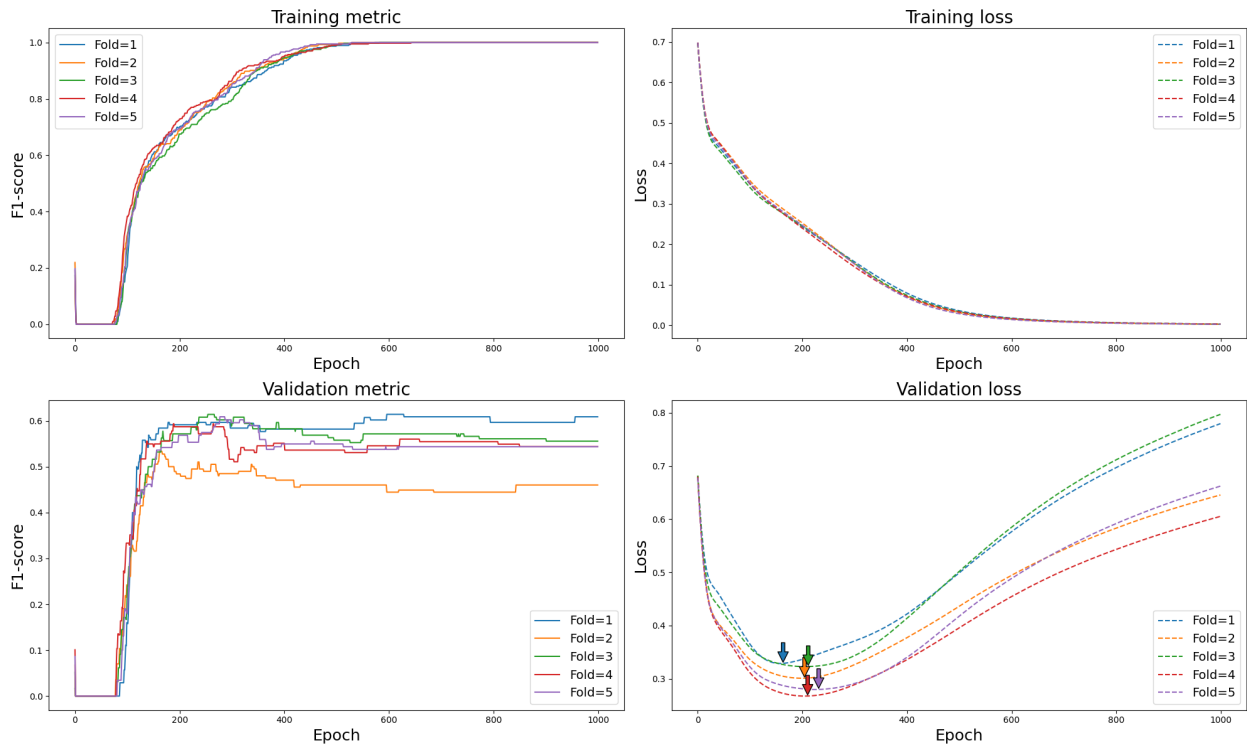 Training metric
F1-score
1.0
0.8
0.6
0.4
0.2
0.0
Fold=1
Fold=2
Fold=3
Fold=4
Fold=5
0
200
400
600
800
1000
Epoch
Training loss
Loss
0.7
0.6
0.5
0.4
0.3
0.2
0.1
0.0
Fold=1
Fold=2
Fold=3
Fold=4
Fold=5
0
200
400
600
800
1000
Epoch
Validation metric
F1-score
0.6
0.5
0.4
0.3
0.2
0.1
0.0
Fold=1
Fold=2
Fold=3
Fold=4
Fold=5
0
200
400
600
800
1000
Epoch
Validation loss
Loss
0.8
0.7
0.6
0.5
0.4
0.3
Fold=1
Fold=2
Fold=3
Fold=4
Fold=5
0
200
400
600
800
1000
Epoch